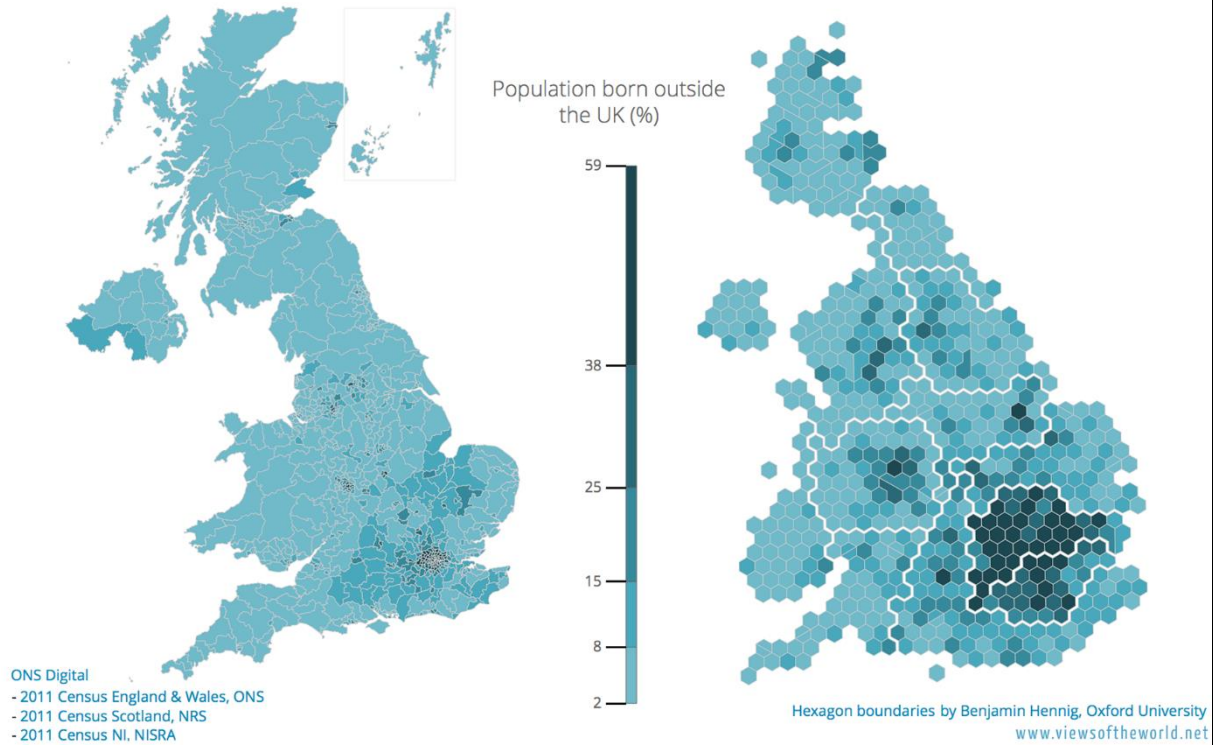 Population born outside
the UK (%)
59
38
25
15
8
2
ONS Digital
- 2011 Census England & Wales, ONS
- 2011 Census Scotland, NRS
- 2011 Census NI, NISRA
Hexagon boundaries by Benjamin Hennig, Oxford University
www.viewsoftheworld.net